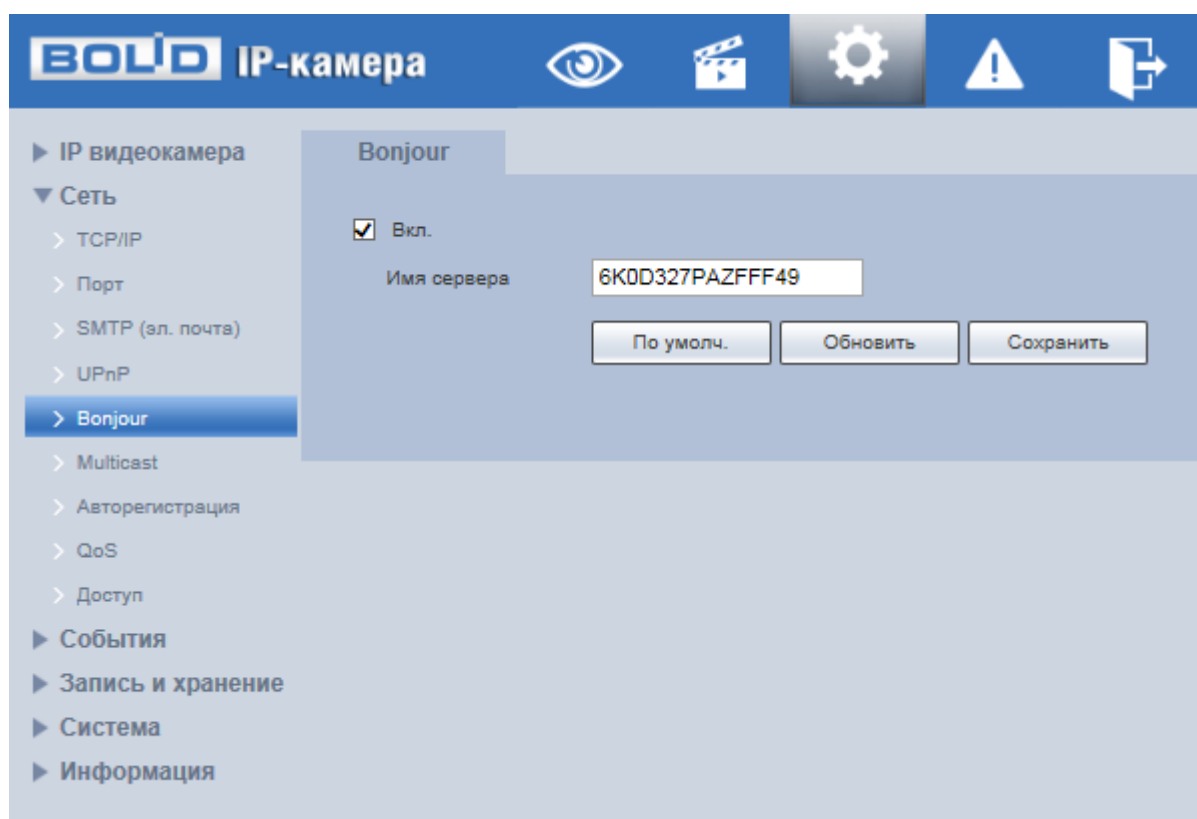 BOLID IP-камера
IP видеокамера
Сеть
TCP/IP
Порт
SMTP (эл. почта)
UPnP
Bonjour
Multicast
Авторегистрация
QoS
Доступ
События
Запись и хранение
Система
Информация
Bonjour
Вкл.
Имя сервера 6K0D327PAZFFF49
По умолч. Обновить Сохранить